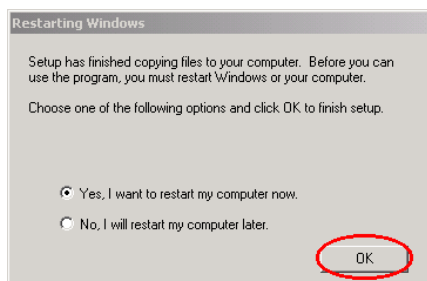 Restarting Windows
Setup has finished copying files to your computer. Before you can
use the program, you must restart Windows or your computer.
Choose one of the following options and click OK to finish setup.
Yes, I want to restart my computer now.
No, I will restart my computer later.
OK